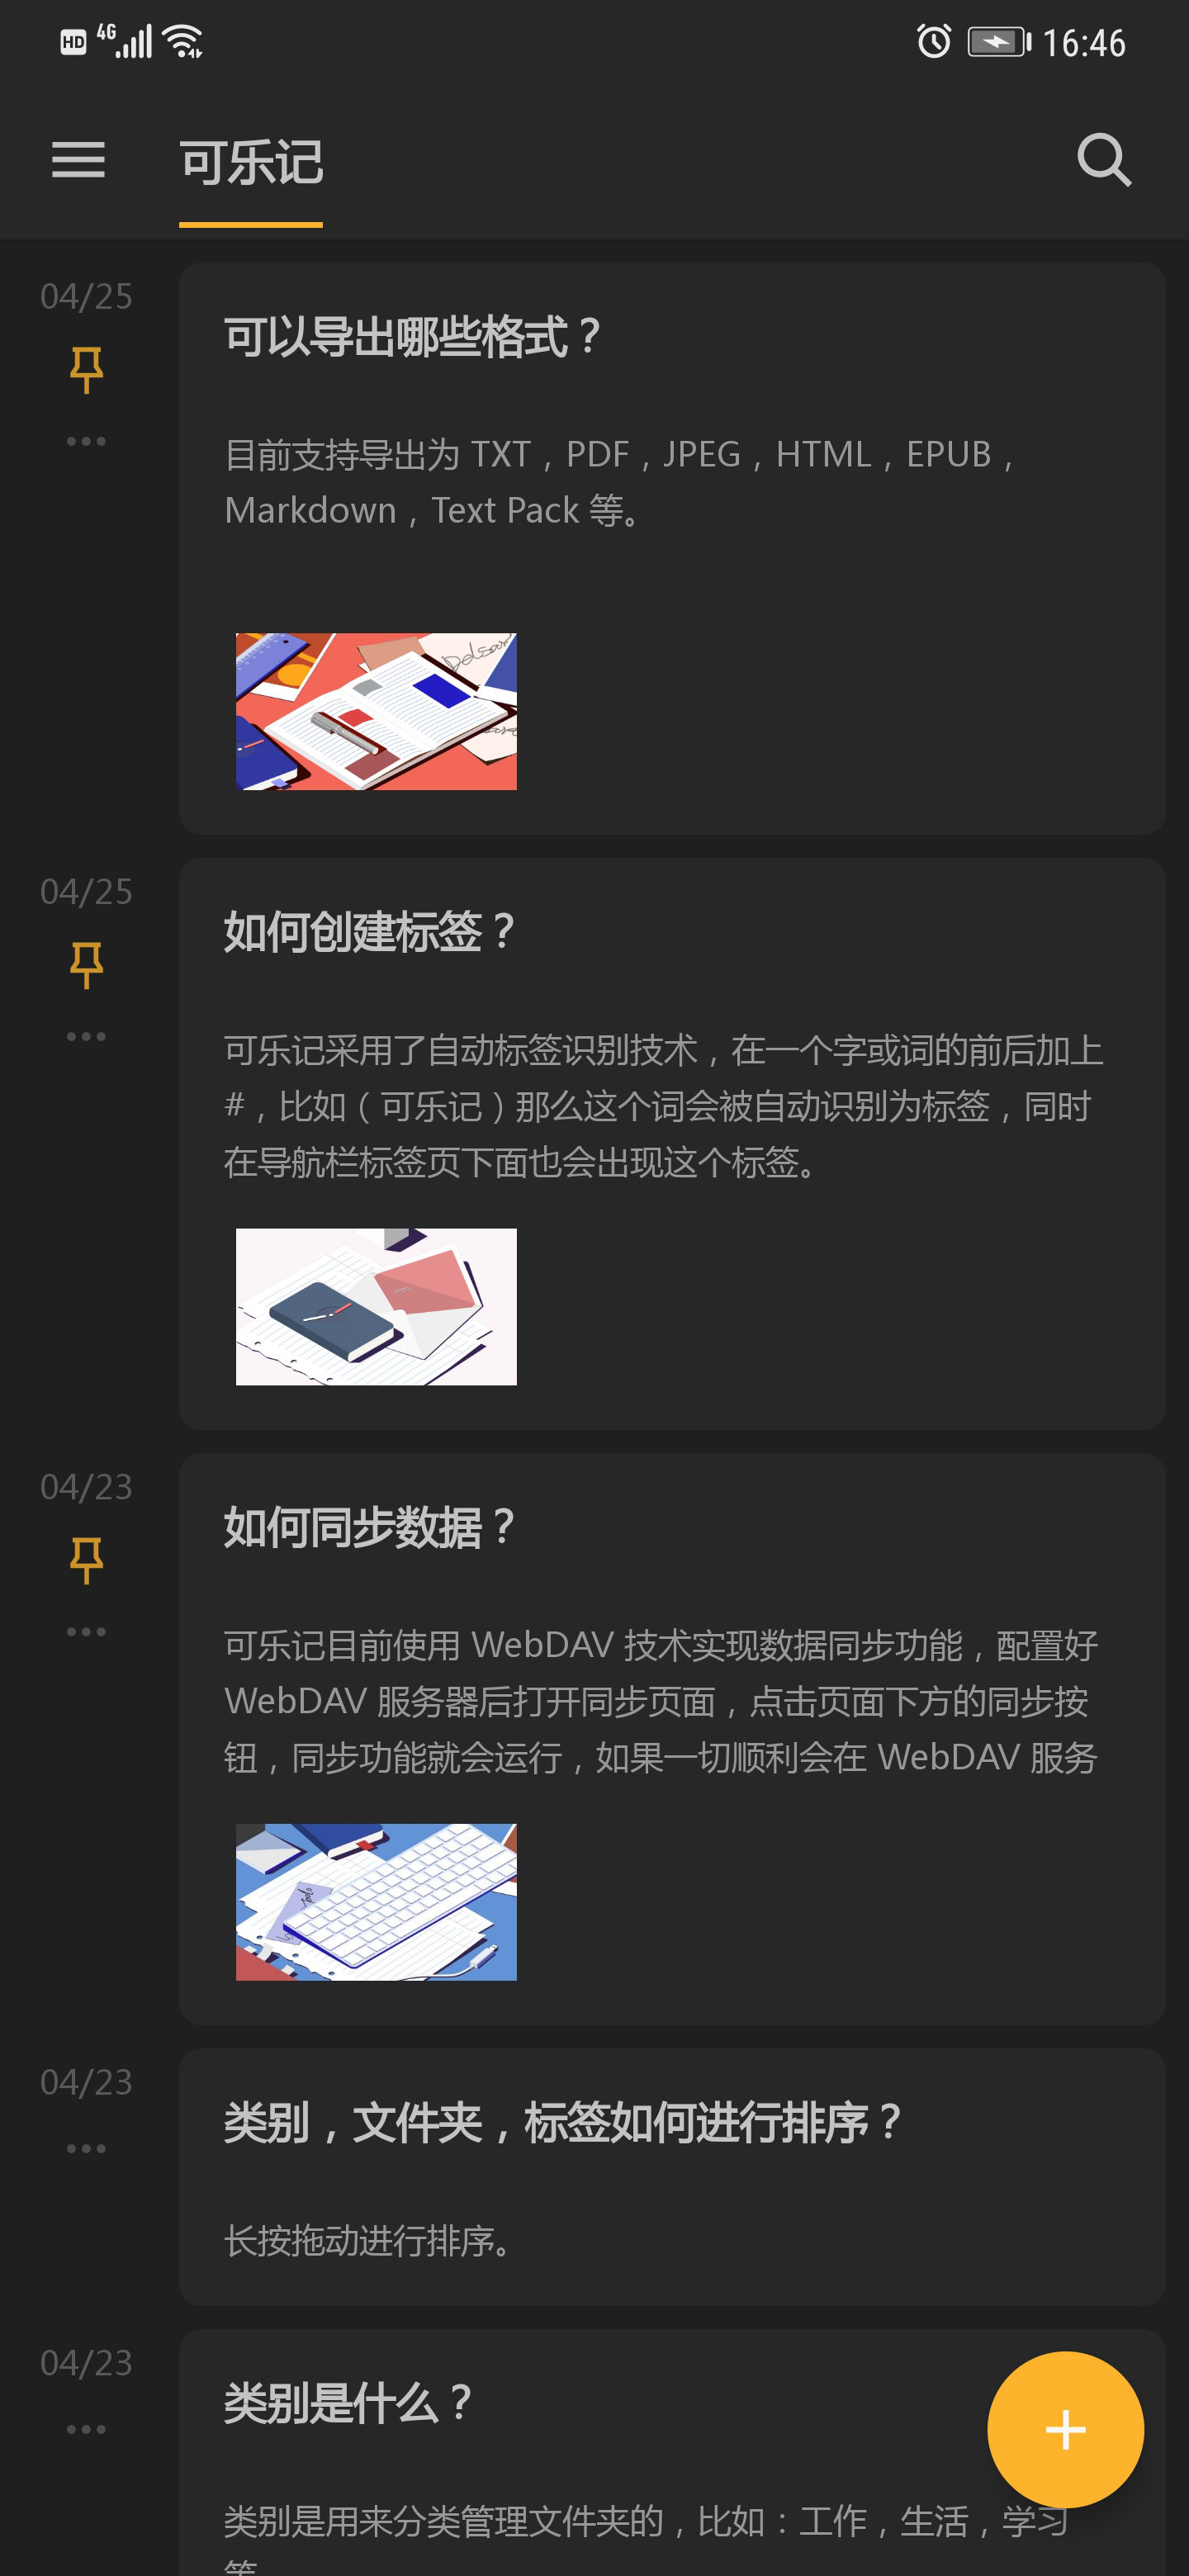 HD 4G 16:46
可乐记
04/25
可以导出哪些格式？
目前支持导出为 TXT，PDF，JPEG，HTML，EPUB，
Markdown，Text Pack 等。
Delsar
04/25
如何创建标签？
可乐记采用了自动标签识别技术，在一个字或词的前后加上
#，比如（可乐记）那么这个词会被自动识别为标签，同时
在导航栏标签页下面也会出现这个标签。
04/23
如何同步数据？
可乐记目前使用 WebDAV 技术实现数据同步功能，配置好
WebDAV 服务器后打开同步页面，点击页面下方的同步按
钮，同步功能就会运行，如果一切顺利会在 WebDAV 服务
04/23
类别，文件夹，标签如何进行排序？
长按拖动进行排序。
04/23
类别是什么？
类别是用来分类管理文件夹的，比如：工作，生活，学习
等